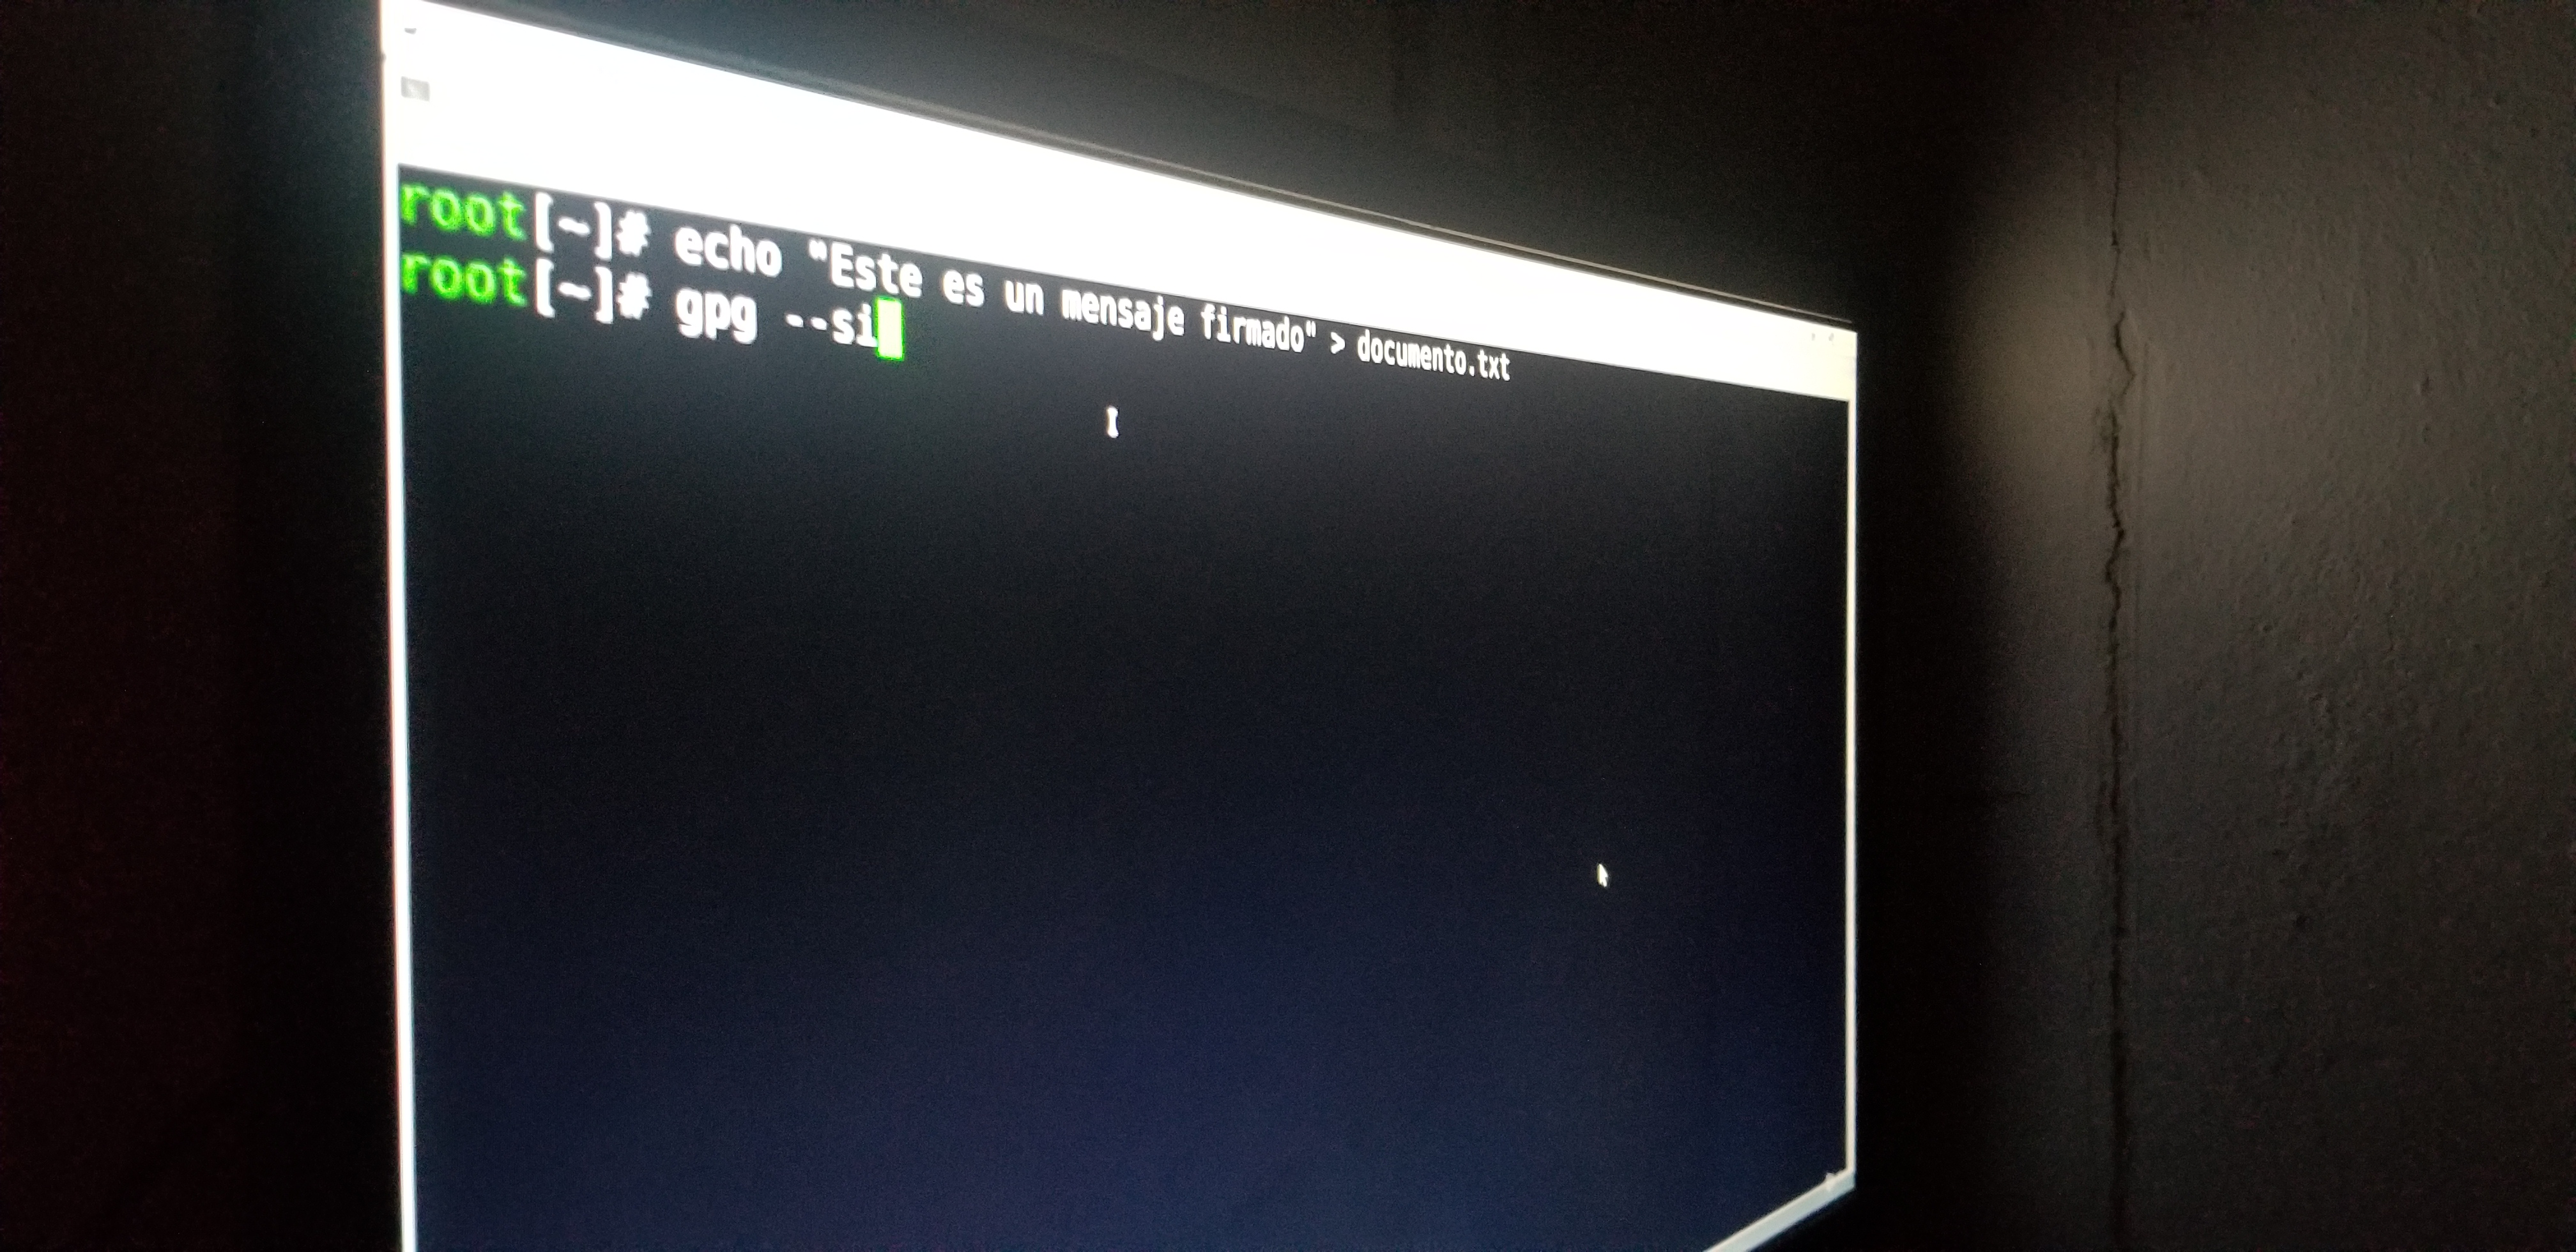 root[~]# echo "Este es un mensaje firmado" > documento.txt
root[~]# gpg --si